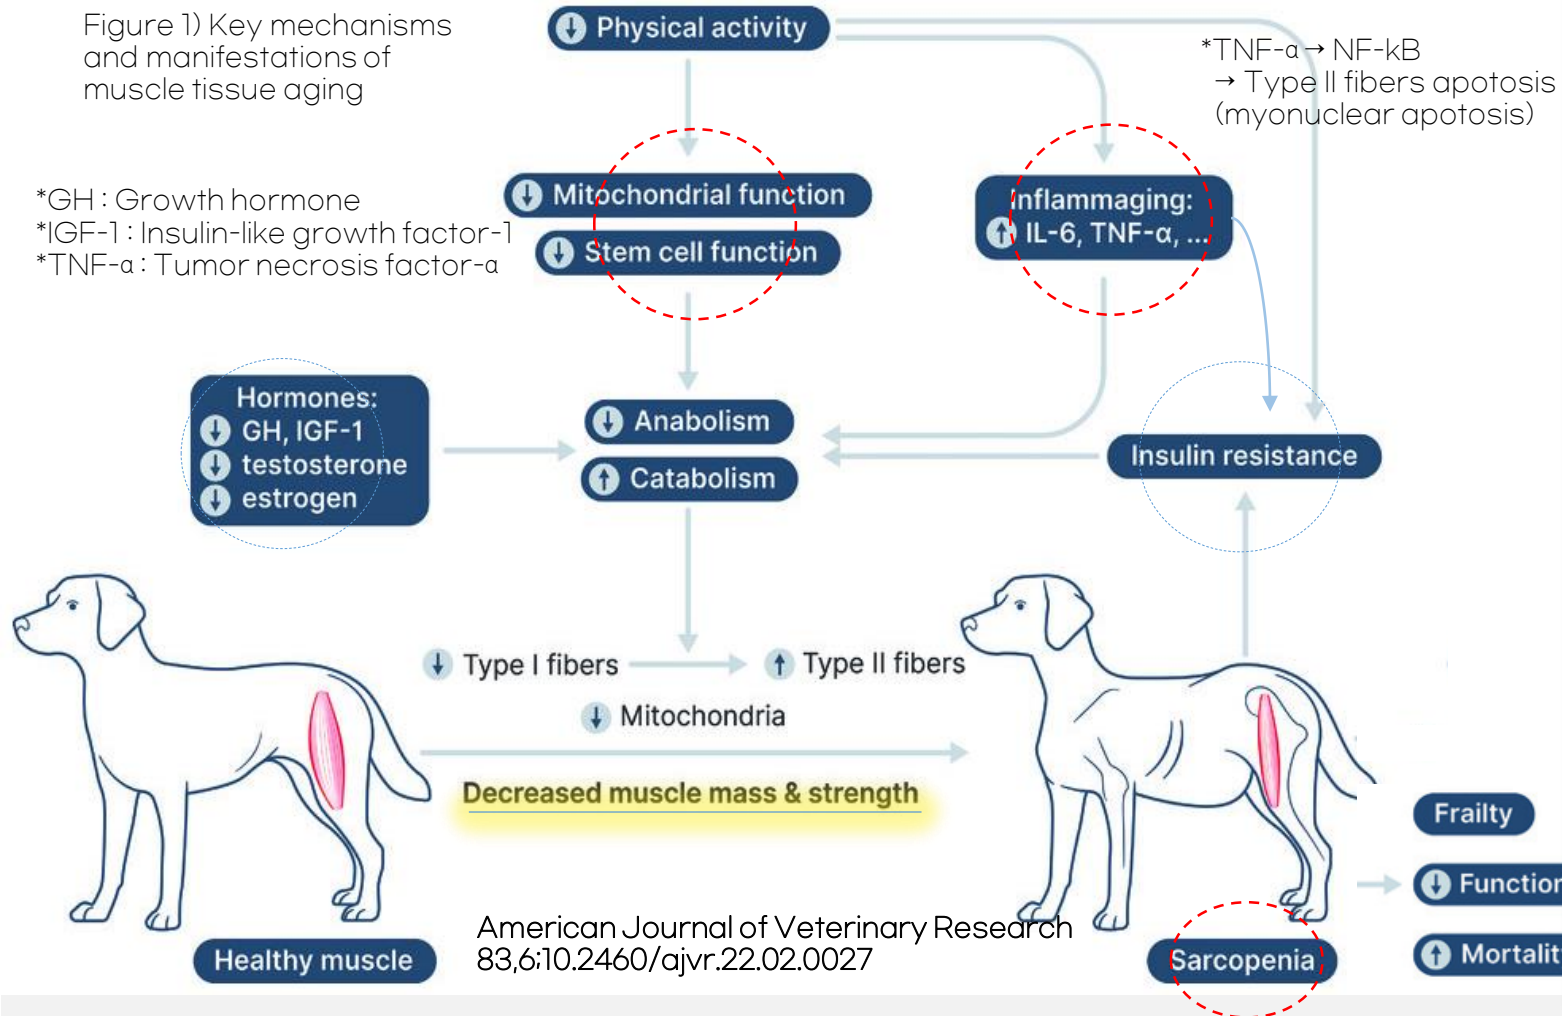 Figure 1) Key mechanisms
and manifestations of
muscle tissue aging
Physical activity
*TNF-α → NF-kB
→ Type II fibers apotosis
(myonuclear apotosis)
*GH : Growth hormone
*IGF-1 : Insulin-like growth factor-1
*TNF-α : Tumor necrosis factor-α
Mitochondrial function
Stem cell function
Inflammaging:
IL-6, TNF-α, ...
Hormones:
GH, IGF-1
testosterone
estrogen
Anabolism
Catabolism
Insulin resistance
Type I fibers
Type II fibers
Mitochondria
Decreased muscle mass & strength
Frailty
Function
Mortalit
American Journal of Veterinary Research
83,6;10.2460/ajvr.22.02.0027
Healthy muscle
Sarcopenia